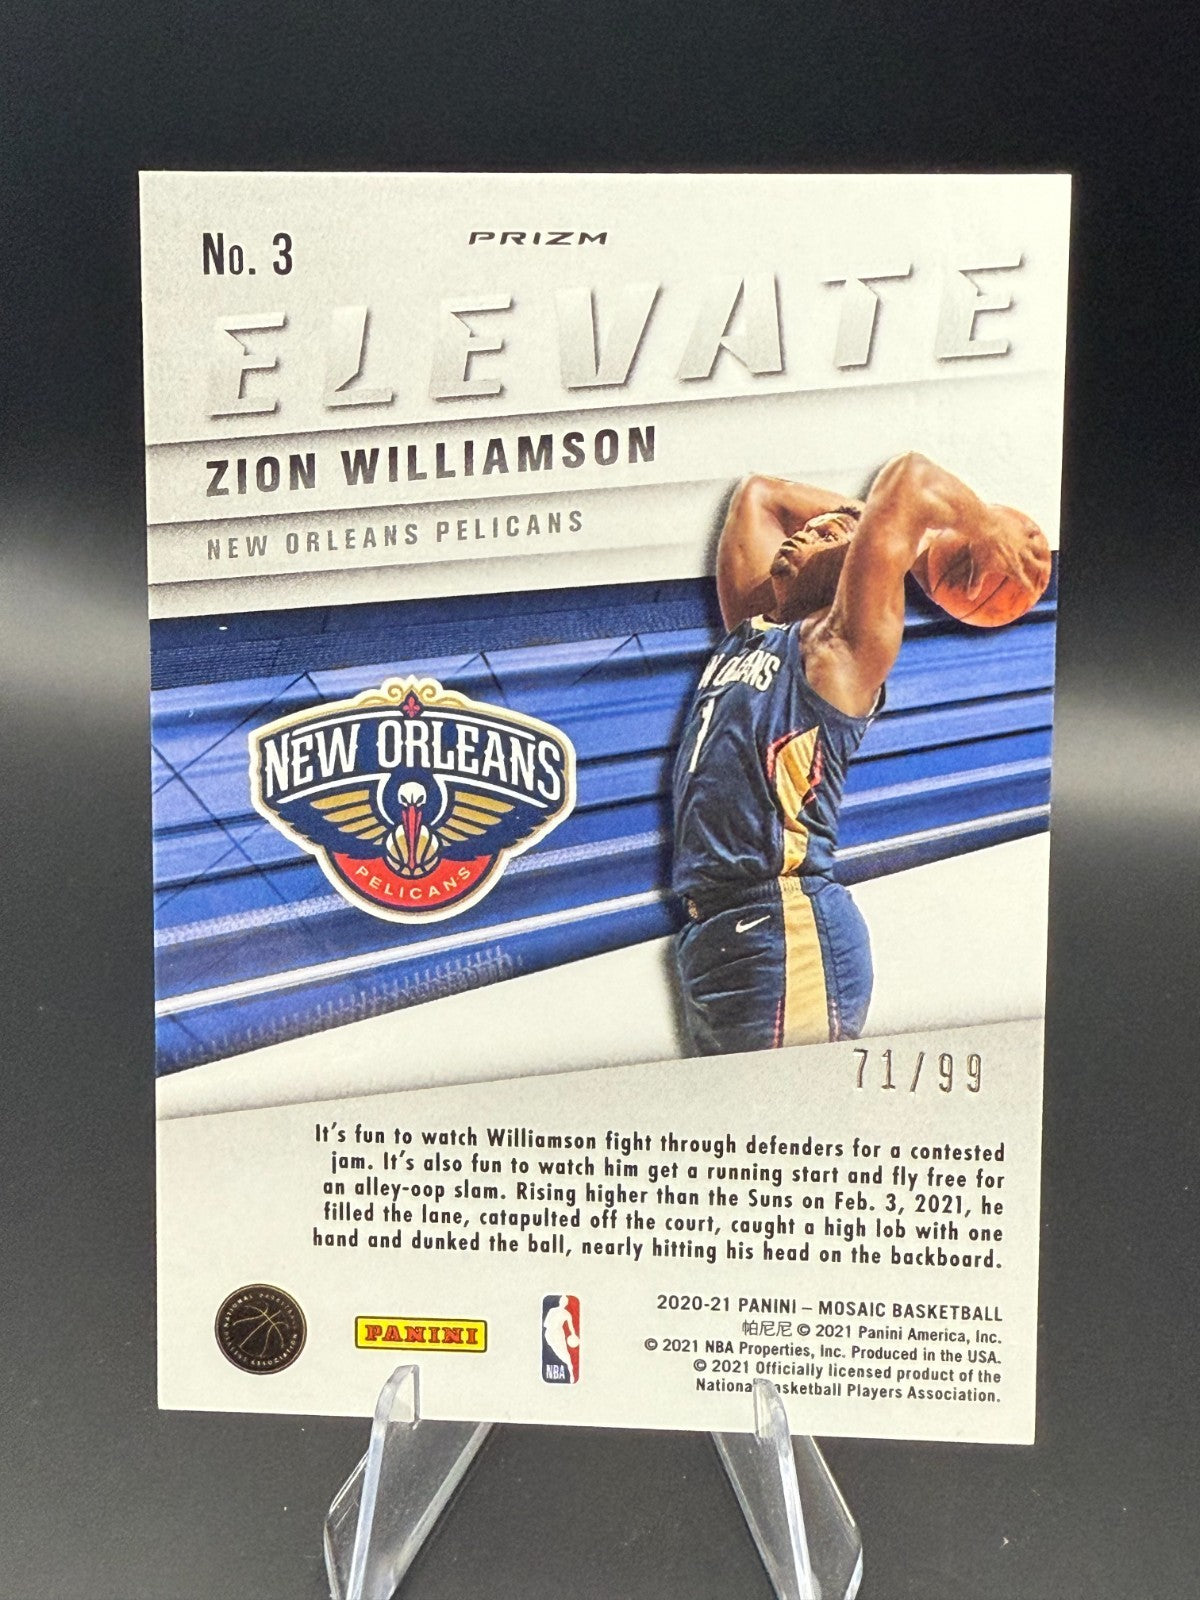 No. 3
PRIZM
ELEVATE
ZION WILLIAMSON
NEW ORLEANS PELICANS
NEW ORLEANS
PELICANS
1
71/99
It's fun to watch Williamson fight through defenders for a contested
jam. It's also fun to watch him get a running start and fly free for
an alley-oop slam. Rising higher than the Suns on Feb. 3, 2021, he
filled the lane, catapulted off the court, caught a high lob with one
hand and dunked the ball, nearly hitting his head on the backboard.
PANINI
NBA
2020-21 PANINI – MOSAIC BASKETBALL
帕尼尼 © 2021 Panini America, Inc.
© 2021 NBA Properties, Inc. Produced in the USA.
© 2021 Officially licensed product of the
National Basketball Players Association.